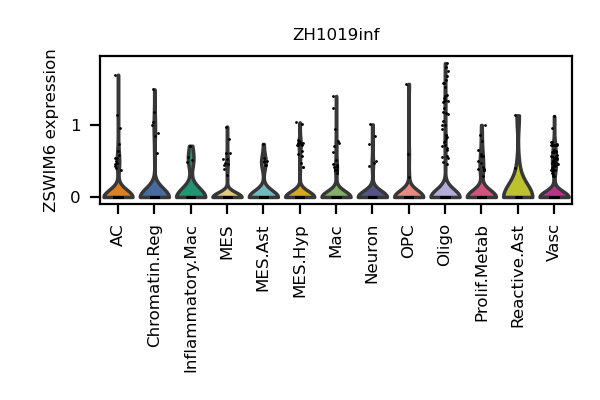 ZH1019inf
ZSWIM6 expression
1
0
AC
Chromatin.Reg
Inflammatory.Mac
MES
MES.Ast
MES.Hyp
Mac
Neuron
OPC
Oligo
Prolif.Metab
Reactive.Ast
Vasc